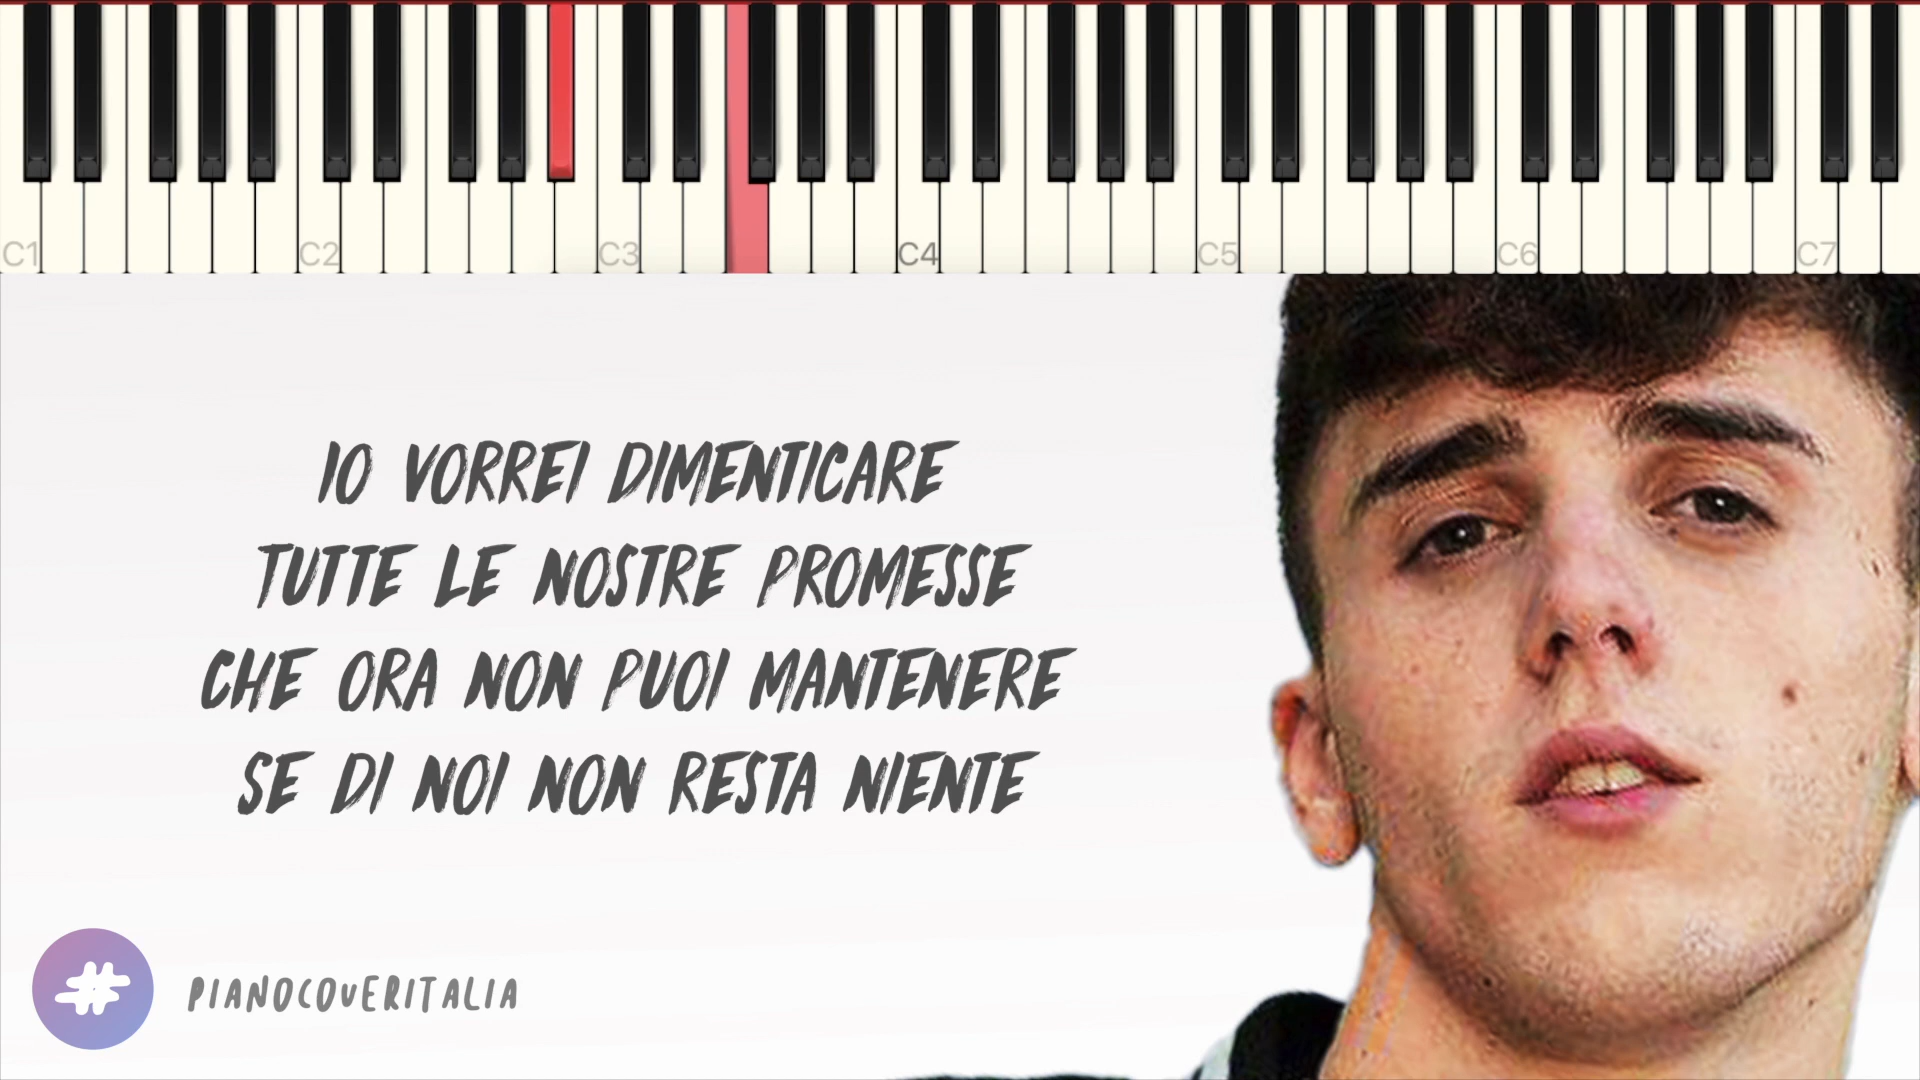 C1 C2 C3 C4 C5 C6 C7
IO VORREI DIMENTICARE
TUTTE LE NOSTRE PROMESSE
CHE ORA NON PUOI MANTENERE
SE DI NOI NON RESTA NIENTE
# PIANOCOVERITALIA